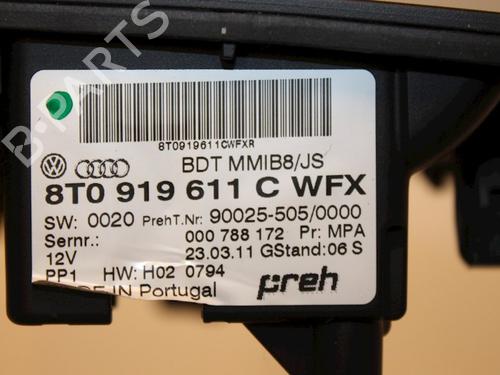 B-PARTS
8T0919611CWFXR
BDT MMIB8/JS
8T0 919 611 C WFX
SW: 0020 PrehT.Nr: 90025-505/0000
Sernr.: 000 788 172 Pr: MPA
12V 23.03.11 GStand: 06 S
PP1 HW: H02 0794
IN Portugal
preh